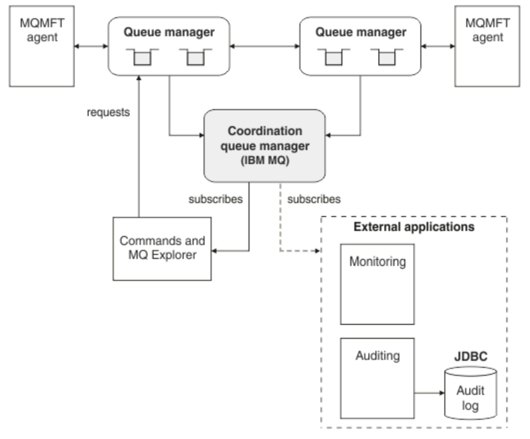 MQMFT
agent
Queue manager
Queue manager
MQMFT
agent
requests
Coordination
queue manager
(IBM MQ)
subscribes
subscribes
Commands and
MQ Explorer
External applications
Monitoring
Auditing
JDBC
Audit
log